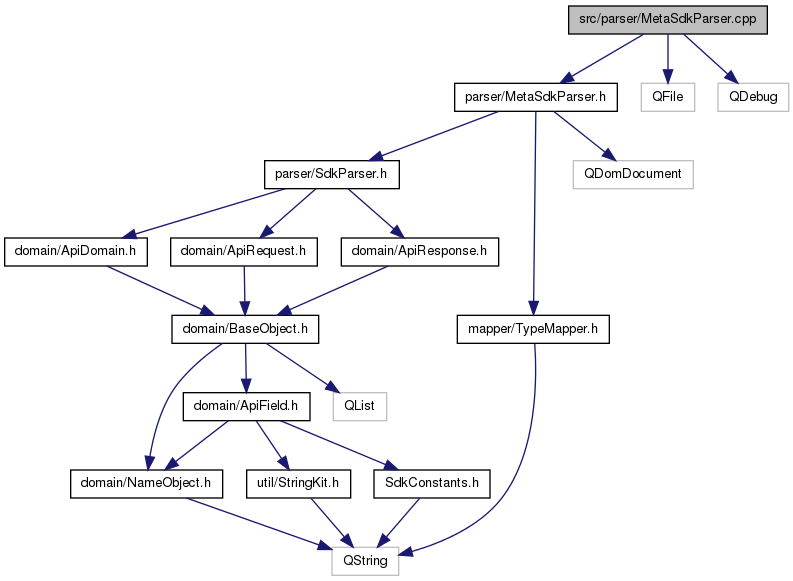 src/parser/MetaSdkParser.cpp
parser/MetaSdkParser.h
QFile
QDebug
parser/SdkParser.h
QDomDocument
domain/ApiDomain.h
domain/ApiRequest.h
domain/ApiResponse.h
domain/BaseObject.h
mapper/TypeMapper.h
domain/ApiField.h
QList
domain/NameObject.h
util/StringKit.h
SdkConstants.h
QString